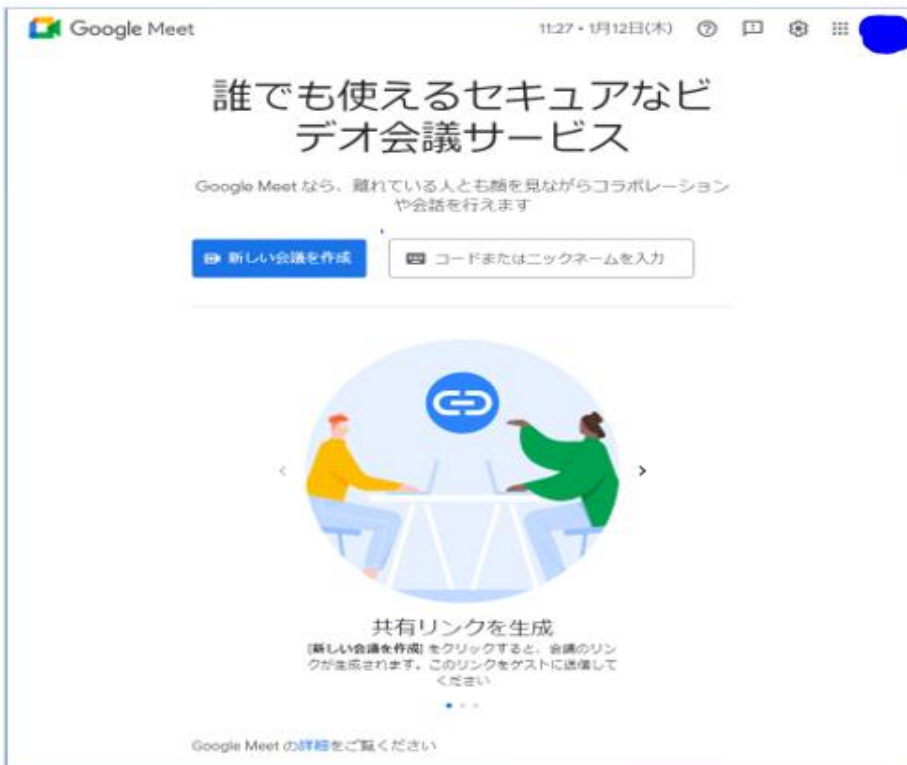 Google Meet
11:27・1月12日(木)
誰でも使えるセキュアなビ
デオ会議サービス
Google Meet なら、離れている人とも顔を見ながらコラボレーション
や会話を行えます
新しい会議を作成
コードまたはニックネームを入力
共有リンクを生成
[新しい会議を作成] をクリックすると、会議のリン
クが生成されます。このリンクをゲストに送信して
ください
Google Meet の詳細をご覧ください